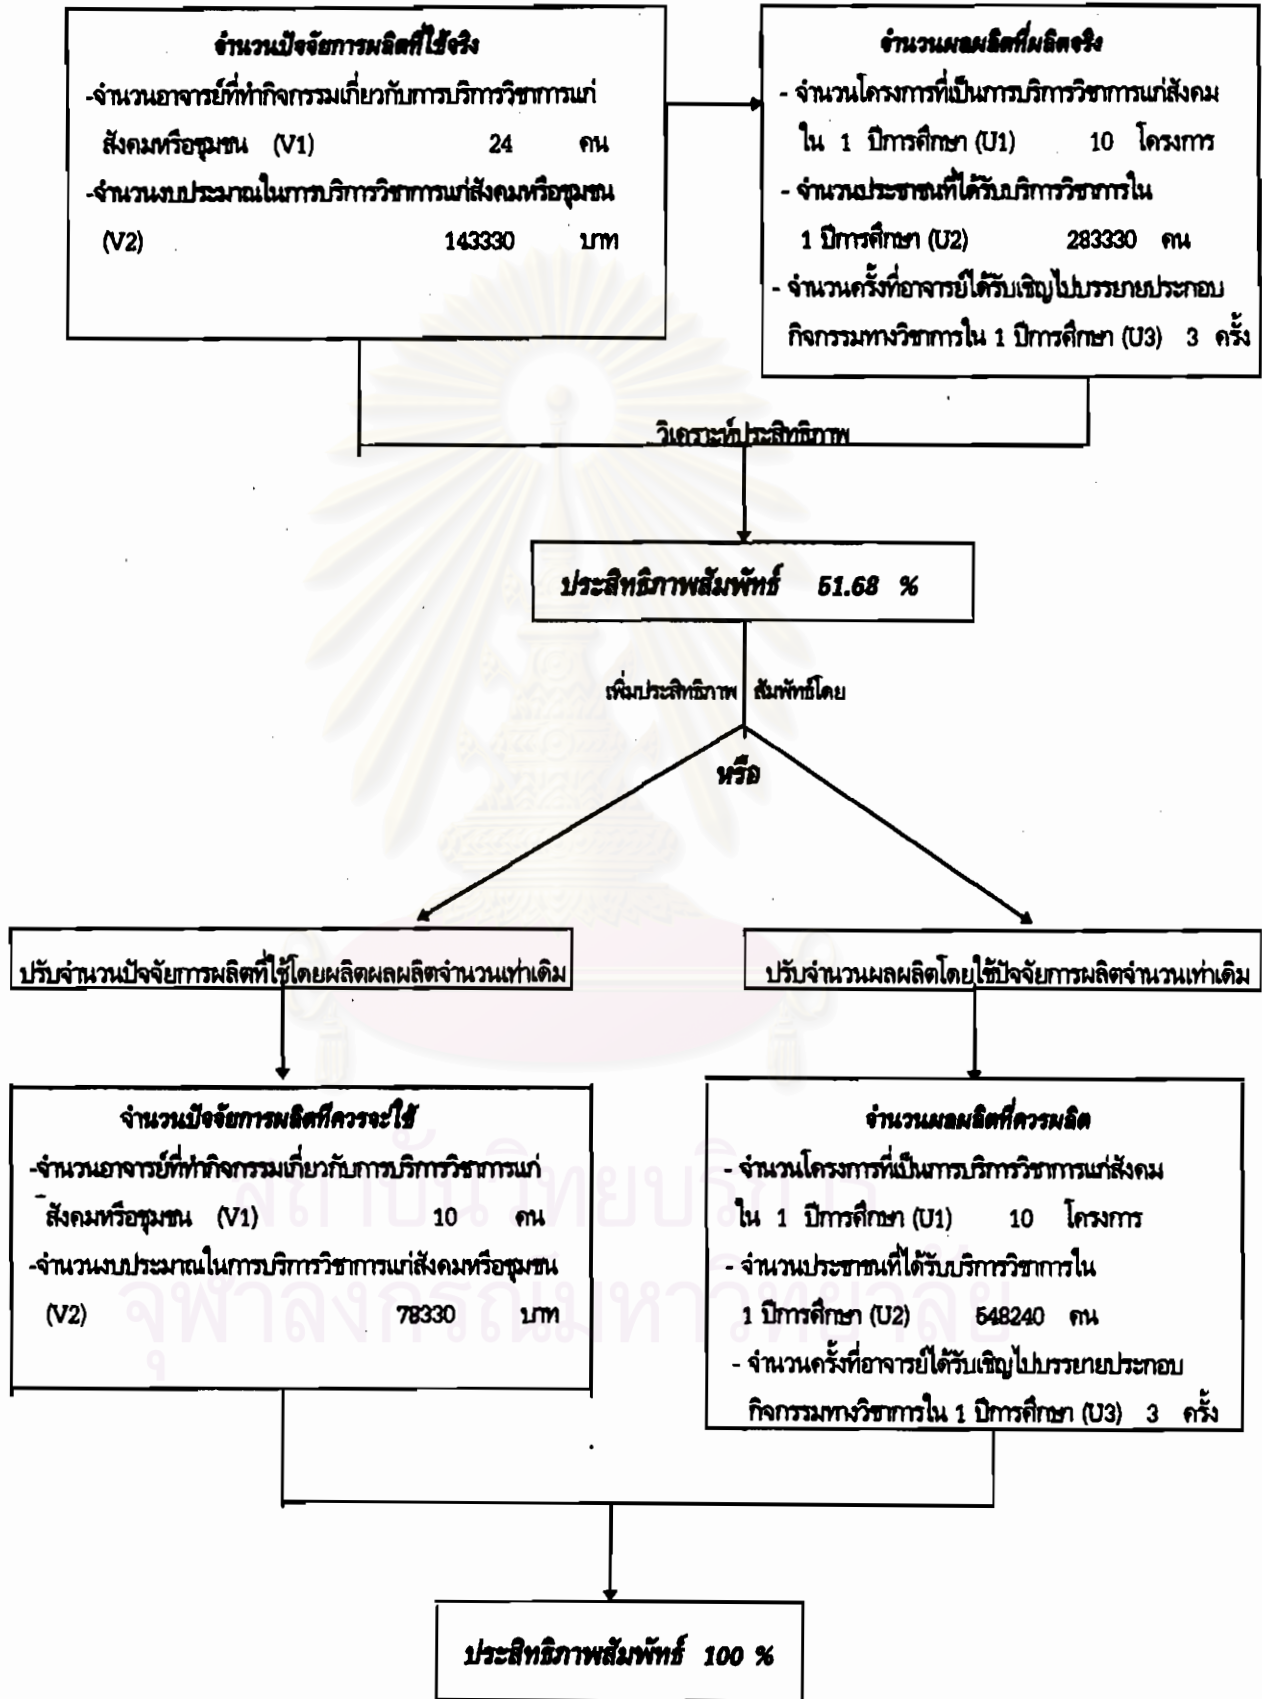 จำนวนปัจจัยการผลิตที่ใช้จริง
-จำนวนอาจารย์ที่ทำกิจกรรมเกี่ยวกับการบริการวิชาการแก่
สังคมหรือชุมชน (V1) 24 คน
-จำนวนงบประมาณในการบริการวิชาการแก่สังคมหรือชุมชน
(V2) 143330 บาท
จำนวนผลผลิตที่ผลิตจริง
- จำนวนโครงการที่เป็นการบริการวิชาการแก่สังคม
ใน 1 ปีการศึกษา (U1) 10 โครงการ
- จำนวนประชาชนที่ได้รับบริการวิชาการใน
1 ปีการศึกษา (U2) 283330 คน
- จำนวนครั้งที่อาจารย์ได้รับเชิญไปบรรยายประกอบ
กิจกรรมทางวิชาการใน 1 ปีการศึกษา (U3) 3 ครั้ง
วิเคราะห์ประสิทธิภาพ
ประสิทธิภาพสัมพัทธ์ 51.68 %
เพิ่มประสิทธิภาพ สัมพัทธ์โดย
หรือ
ปรับจำนวนปัจจัยการผลิตที่ใช้โดยผลิตผลผลิตจำนวนเท่าเดิม
ปรับจำนวนผลผลิตโดยใช้ปัจจัยการผลิตจำนวนเท่าเดิม
จำนวนปัจจัยการผลิตที่ควรจะใช้
-จำนวนอาจารย์ที่ทำกิจกรรมเกี่ยวกับการบริการวิชาการแก่
สังคมหรือชุมชน (V1) 10 คน
-จำนวนงบประมาณในการบริการวิชาการแก่สังคมหรือชุมชน
(V2) 78330 บาท
จำนวนผลผลิตที่ควรผลิต
- จำนวนโครงการที่เป็นการบริการวิชาการแก่สังคม
ใน 1 ปีการศึกษา (U1) 10 โครงการ
- จำนวนประชาชนที่ได้รับบริการวิชาการใน
1 ปีการศึกษา (U2) 548240 คน
- จำนวนครั้งที่อาจารย์ได้รับเชิญไปบรรยายประกอบ
กิจกรรมทางวิชาการใน 1 ปีการศึกษา (U3) 3 ครั้ง
สถาบันวิทยบริการ
จุฬาลงกรณ์มหาวิทยาลัย
ประสิทธิภาพสัมพัทธ์ 100 %